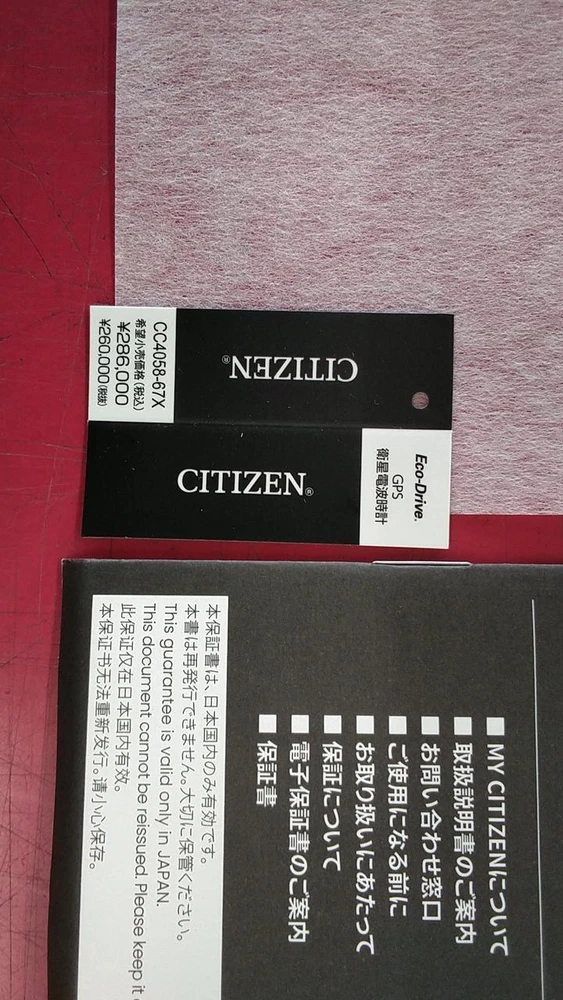 CC4058-67X
希望小売価格(税込)
¥286,000
¥260,000(税抜)
CITIZEN®
CITIZEN®
Eco-Drive.
GPS
衛星電波時計
MY CITIZENについて
取扱説明書のご案内
お問い合わせ窓口
ご使用になる前に
お取り扱いにあたって
保証について
電子保証書のご案内
保証書
本保証書は、日本国内のみ有効です。
本書は再発行できません。大切に保管ください。
This guarantee is valid only in JAPAN.
This document cannot be reissued. Please keep it
此保证仅在日本国内有效。
本保证书无法重新发行。请小心保存。